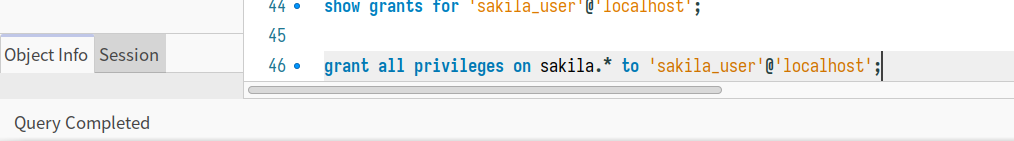 44 show grants for 'sakila_user'@'localhost';
45
Object Info Session
46 grant all privileges on sakila.* to 'sakila_user'@'localhost';
Query Completed